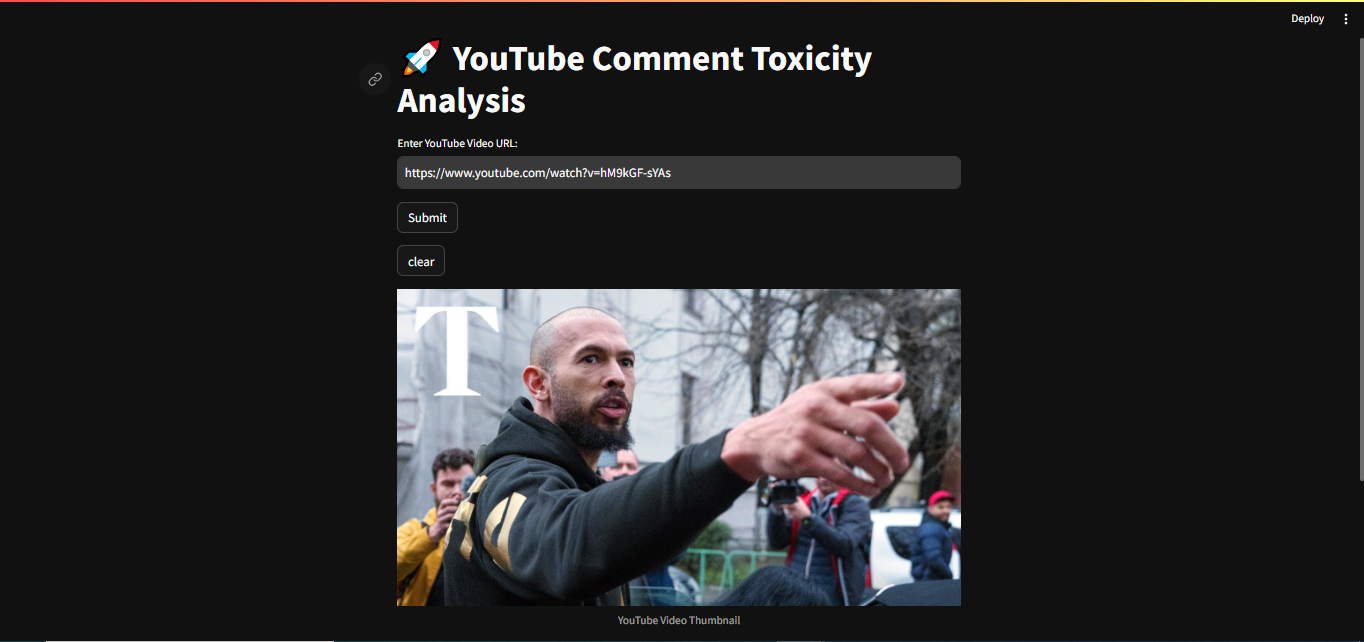 Deploy
🚀 YouTube Comment Toxicity
Analysis
Enter YouTube Video URL:
https://www.youtube.com/watch?v=hM9kGF-sYAs
Submit
clear
T
YouTube Video Thumbnail